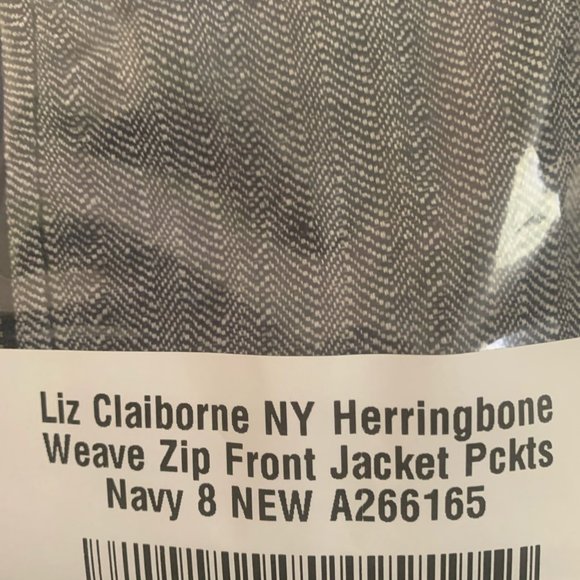 Liz Claiborne NY Herringbone
Weave Zip Front Jacket Pckts
Navy 8 NEW A266165